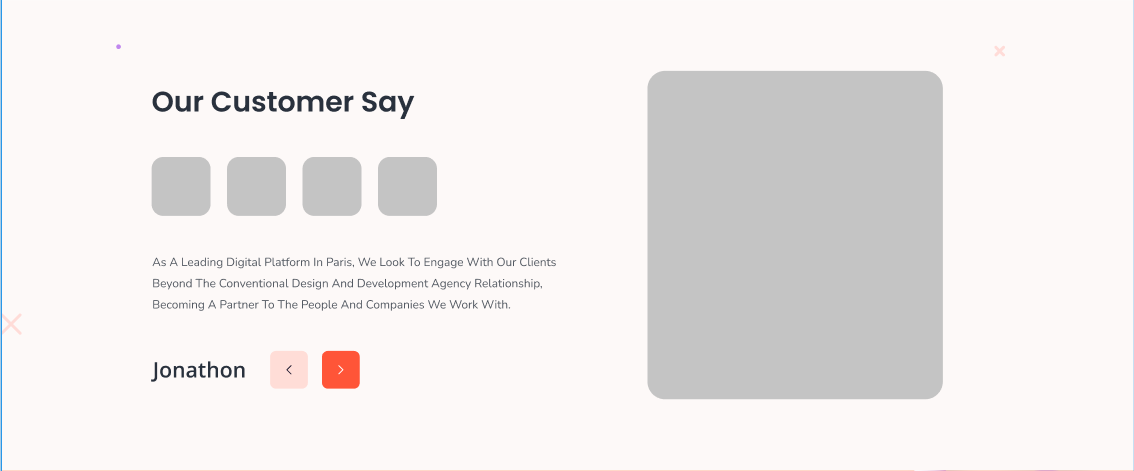 Our Customer Say
As A Leading Digital Platform In Paris, We Look To Engage With Our Clients
Beyond The Conventional Design And Development Agency Relationship,
Becoming A Partner To The People And Companies We Work With.
Jonathon